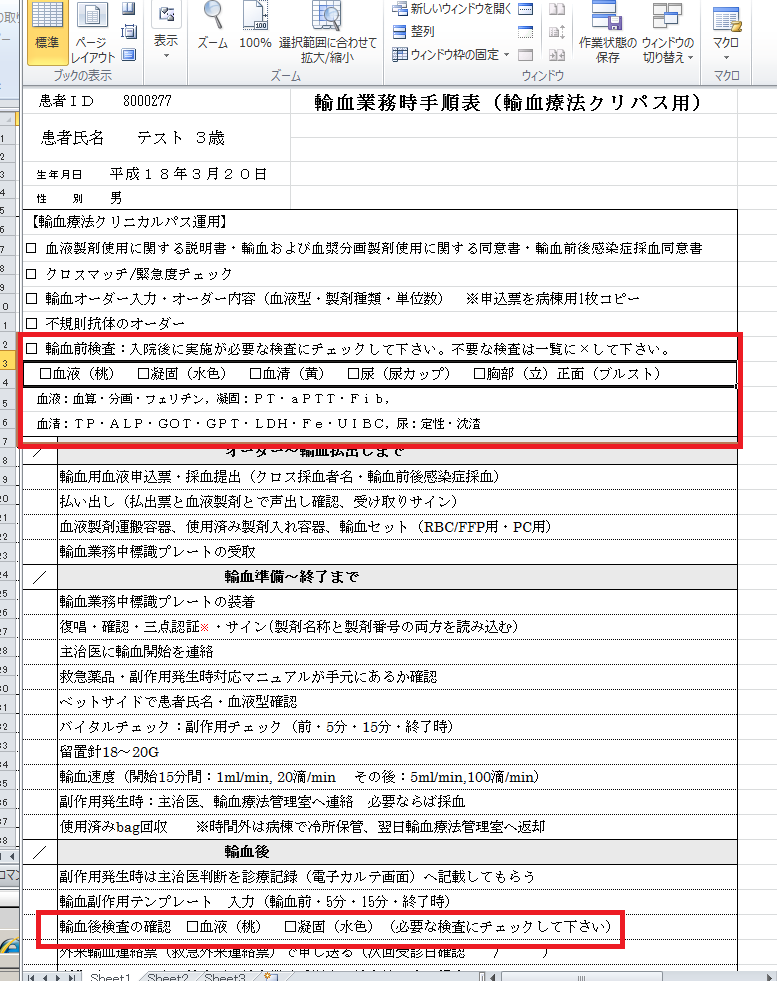 標準
ページ
レイアウト
ブックの表示
表示
ズーム
100%
選択範囲に合わせて
拡大/縮小
ズーム
新しいウィンドウを開く
整列
ウィンドウ枠の固定
作業状態の
保存
ウィンドウの
切り替え
ウィンドウ
マクロ
マクロ
患者ID 8000277
輸血業務時手順表（輸血療法クリパス用）
患者氏名 テスト 3歳
生年月日 平成18年3月20日
性 別 男
【輸血療法クリニカルパス運用】
□ 血液製剤使用に関する説明書・輸血および血漿分画製剤使用に関する同意書・輸血前後感染症採血同意書
□ クロスマッチ/緊急度チェック
□ 輸血オーダー入力・オーダー内容（血液型・製剤種類・単位数） ※申込票を病棟用1枚コピー
□ 不規則抗体のオーダー
□ 輸血前検査：入院後に実施が必要な検査にチェックして下さい。不要な検査は一覧に×して下さい。
□血液（桃） □凝固（水色） □血清（黄） □尿（尿カップ） □胸部（立）正面（ブルスト）
血液：血算・分画・フェリチン, 凝固：PT・aPTT・Fib,
血清：TP・ALP・GOT・GPT・LDH・Fe・UIBC, 尿：定性・沈渣
／ オーダー～輸血払出しまで
輸血用血液申込票・採血提出（クロス採血者名・輸血前後感染症採血）
払い出し（払出票と血液製剤とで声出し確認、受け取りサイン）
血液製剤運搬容器、使用済み製剤入れ容器、輸血セット（RBC/FFP用・PC用）
輸血業務中標識プレートの受取
／ 輸血準備～終了まで
輸血業務中標識プレートの装着
復唱・確認・三点認証※・サイン(製剤名称と製剤番号の両方を読み込む)
主治医に輸血開始を連絡
救急薬品・副作用発生時対応マニュアルが手元にあるか確認
ベットサイドで患者氏名・血液型確認
バイタルチェック：副作用チェック（前・5分・15分・終了時）
留置針18～20G
輸血速度（開始15分間：1ml/min, 20滴/min その後：5ml/min,100滴/min）
副作用発生時：主治医、輸血療法管理室へ連絡 必要ならば採血
使用済みbag回収 ※時間外は病棟で冷所保管、翌日輸血療法管理室へ返却
／ 輸血後
副作用発生時は主治医判断を診療記録（電子カルテ画面）へ記載してもらう
輸血副作用テンプレート 入力（輸血前・5分・15分・終了時）
輸血後検査の確認 □血液（桃） □凝固（水色）（必要な検査にチェックして下さい）
外来輸血連絡票（救急外来連絡票）で申し送る（次回受診日確認 / ）
Sheet1 Sheet2 Sheet3